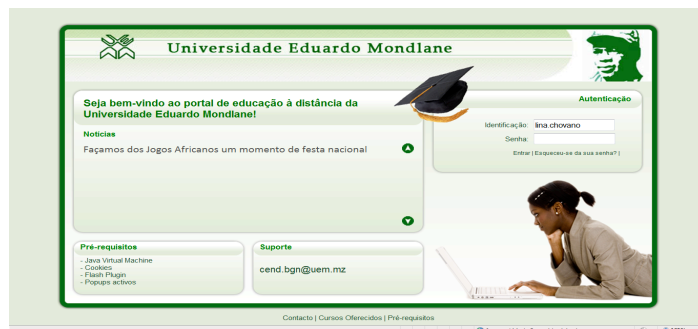 Universidade Eduardo Mondlane
Seja bem-vindo ao portal de educação à distância da
Universidade Eduardo Mondlane!
Notícias
Façamos dos Jogos Africanos um momento de festa nacional
Autenticação
Identificação: lina.chovano
Senha:
Entrar | Esqueceu-se da sua senha? |
Pré-requisitos
- Java Virtual Machine
- Cookies
- Flash Plugin
- Popups activos
Suporte
cend.bgn@uem.mz
Contacto | Cursos Oferecidos | Pré-requisitos